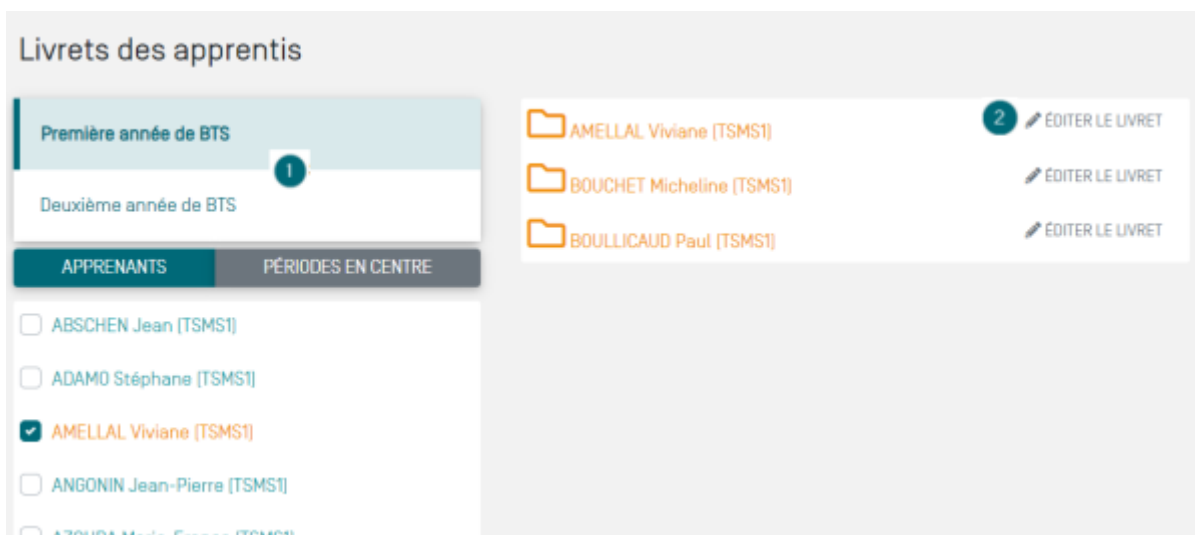 Livrets des apprentis
Première année de BTS
1
Deuxième année de BTS
APPRENANTS
PÉRIODES EN CENTRE
ABSCHEN Jean (TSMS1)
ADAMO Stéphane (TSMS1)
AMELLAL Viviane (TSMS1)
ANGONIN Jean-Pierre (TSMS1)
AMELLAL Viviane (TSMS1)
2
ÉDITER LE LIVRET
BOUCHET Micheline (TSMS1)
ÉDITER LE LIVRET
BOULLICAUD Paul (TSMS1)
ÉDITER LE LIVRET